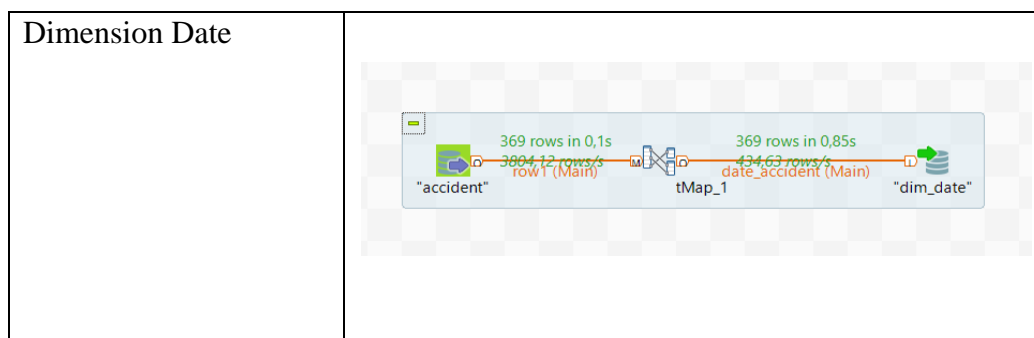 Dimension Date
369 rows in 0,1s
3804,12 rows/s
row1 (Main)
369 rows in 0,85s
434,63 rows/s
date_accident (Main)
O
M
O
I
"accident"
tMap_1
"dim_date"